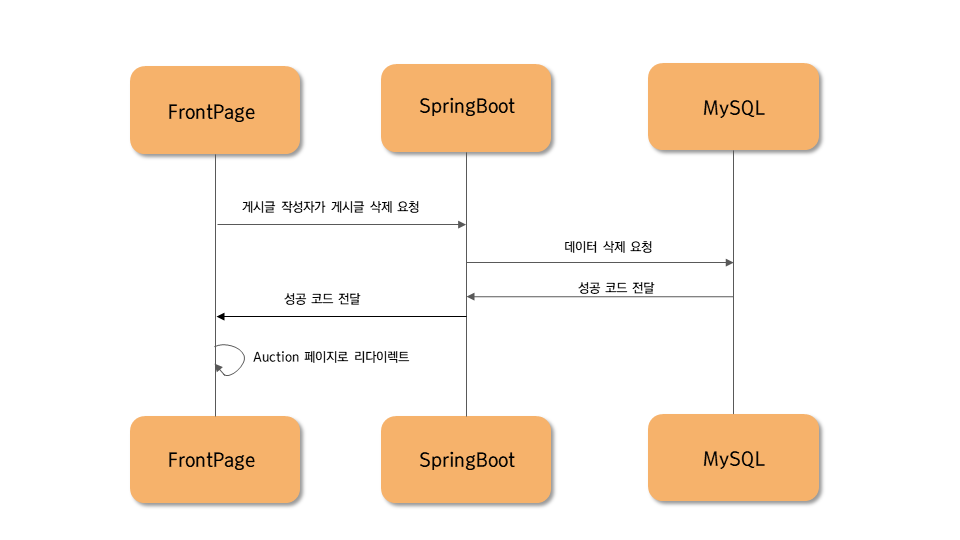 FrontPage
SpringBoot
MySQL
게시글 작성자가 게시글 삭제 요청
데이터 삭제 요청
성공 코드 전달
성공 코드 전달
Auction 페이지로 리다이렉트
FrontPage
SpringBoot
MySQL